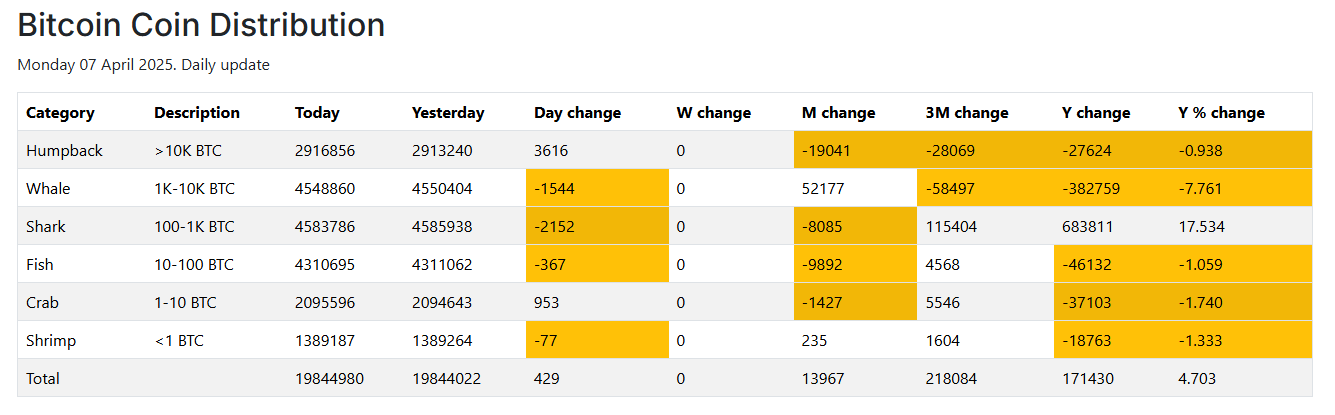 Bitcoin Coin Distribution
Monday 07 April 2025. Daily update
Category Description Today Yesterday Day change W change M change 3M change Y change Y % change
Humpback >10K BTC 2916856 2913240 3616 0 -19041 -28069 -27624 -0.938
Whale 1K-10K BTC 4548860 4550404 -1544 0 52177 -58497 -382759 -7.761
Shark 100-1K BTC 4583786 4585938 -2152 0 -8085 115404 683811 17.534
Fish 10-100 BTC 4310695 4311062 -367 0 -9892 4568 -46132 -1.059
Crab 1-10 BTC 2095596 2094643 953 0 -1427 5546 -37103 -1.740
Shrimp <1 BTC 1389187 1389264 -77 0 235 1604 -18763 -1.333
Total 19844980 19844022 429 0 13967 218084 171430 4.703